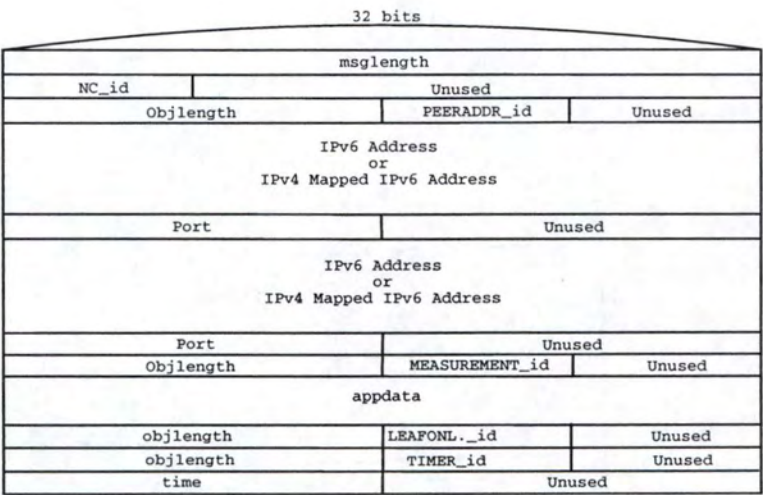 32 bits
msglength
NC_id Unused
Objlength PEERADDR_id Unused
IPv6 Address
or
IPv4 Mapped IPv6 Address
Port Unused
IPv6 Address
or
IPv4 Mapped IPv6 Address
Port Unused
Objlength MEASUREMENT_id Unused
appdata
objlength LEAFONL._id Unused
objlength TIMER_id Unused
time Unused